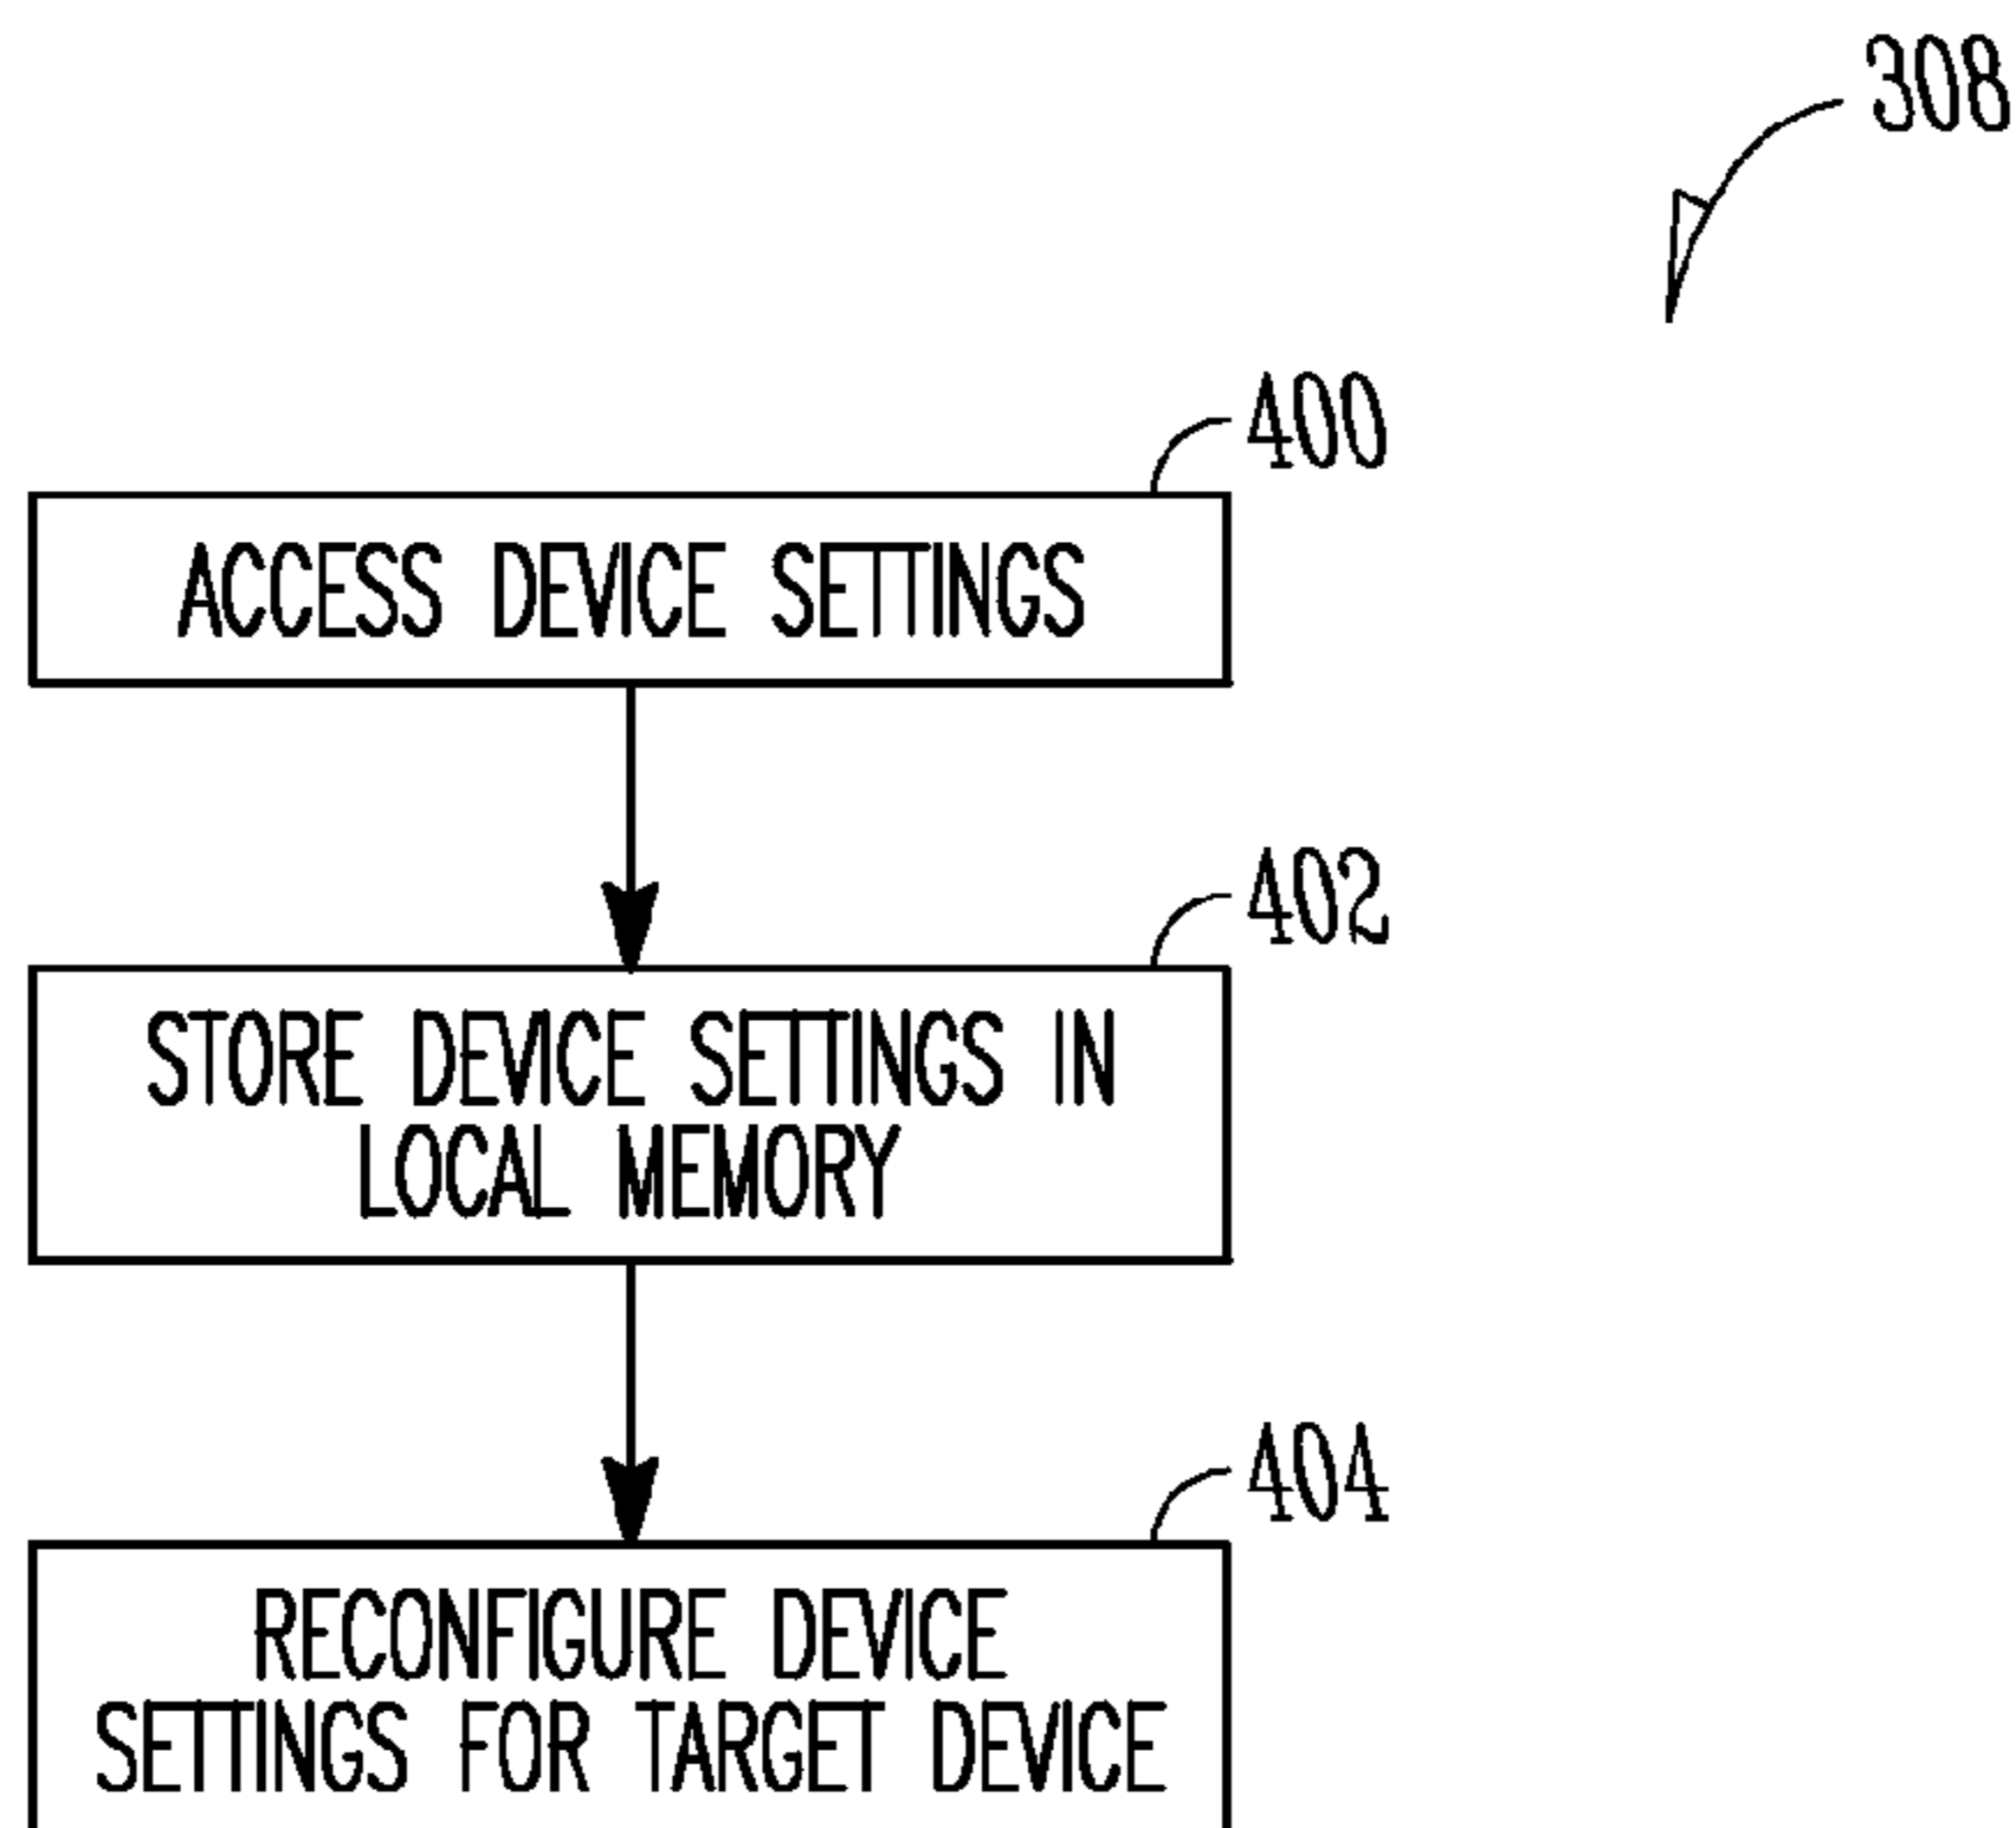 308
400
ACCESS DEVICE SETTINGS
402
STORE DEVICE SETTINGS IN
LOCAL MEMORY
404
RECONFIGURE DEVICE
SETTINGS FOR TARGET DEVICE